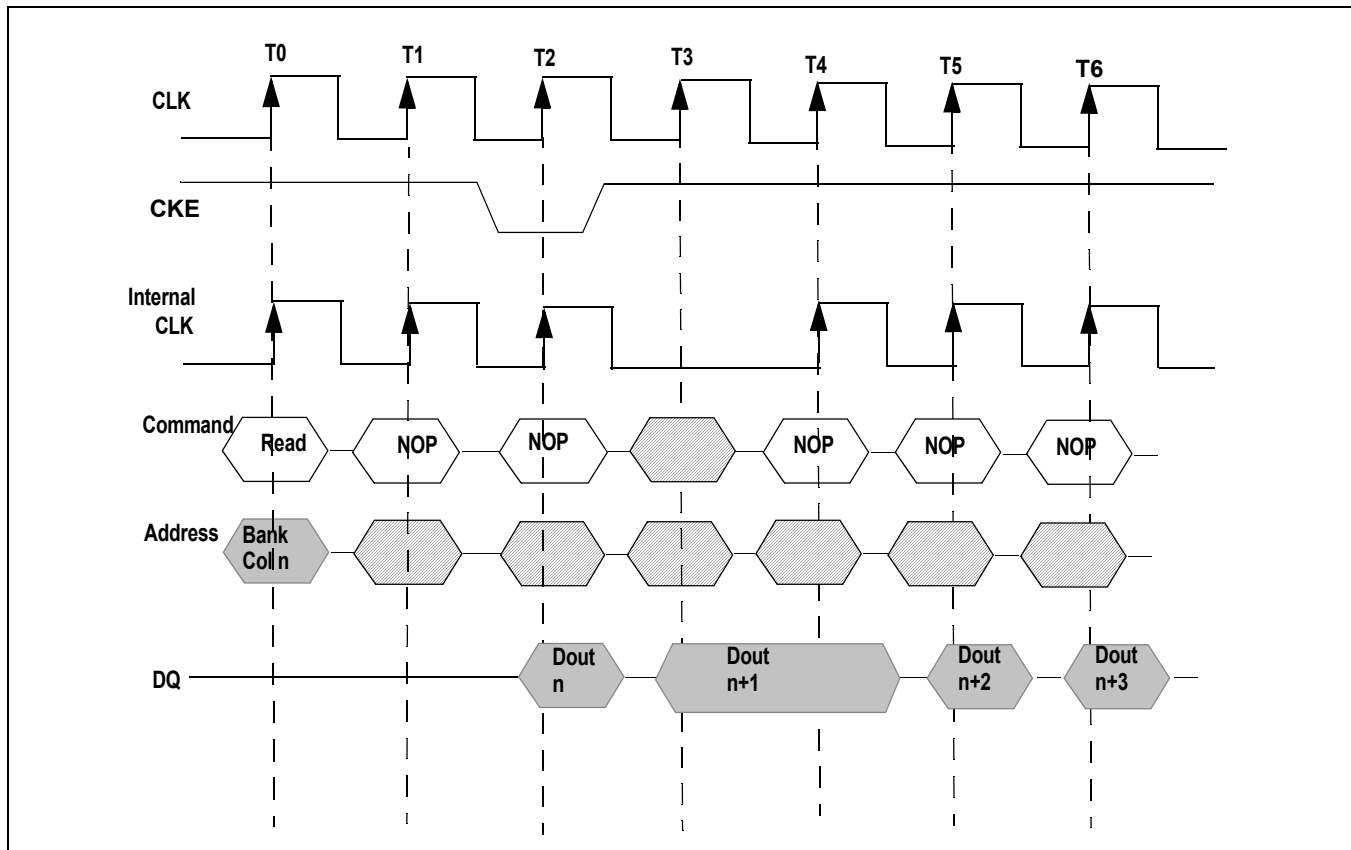 T0 T1 T2 T3 T4 T5 T6
CLK
CKE
Internal
CLK
Command Read NOP NOP NOP NOP NOP
Address Bank
Col n
DQ Dout Dout Dout Dout
n n+1 n+2 n+3